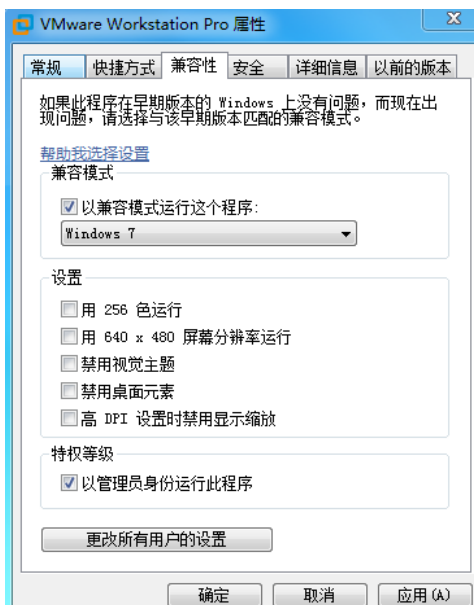 VMware Workstation Pro 属性
常规 快捷方式 兼容性 安全 详细信息 以前的版本
如果此程序在早期版本的 Windows 上没有问题，而现在出
现问题，请选择与该早期版本匹配的兼容模式。
帮助我选择设置
兼容模式
以兼容模式运行这个程序:
Windows 7
设置
用 256 色运行
用 640 x 480 屏幕分辨率运行
禁用视觉主题
禁用桌面元素
高 DPI 设置时禁用显示缩放
特权等级
以管理员身份运行此程序
更改所有用户的设置
确定 取消 应用(A)